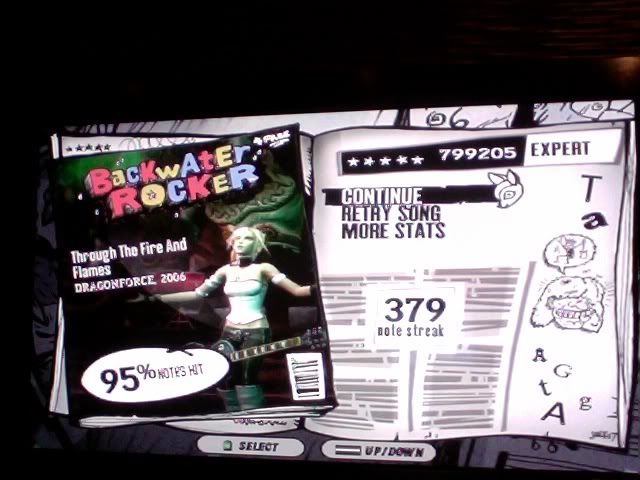 BACKWATER
ROCKER
Through The Fire And
Flames
DRAGONFORCE, 2006
95% NOTES HIT
799205 EXPERT
CONTINUE
RETRY SONG
MORE STATS
379
note streak
T
a
A
G
t
g
A
SELECT
UP/DOWN